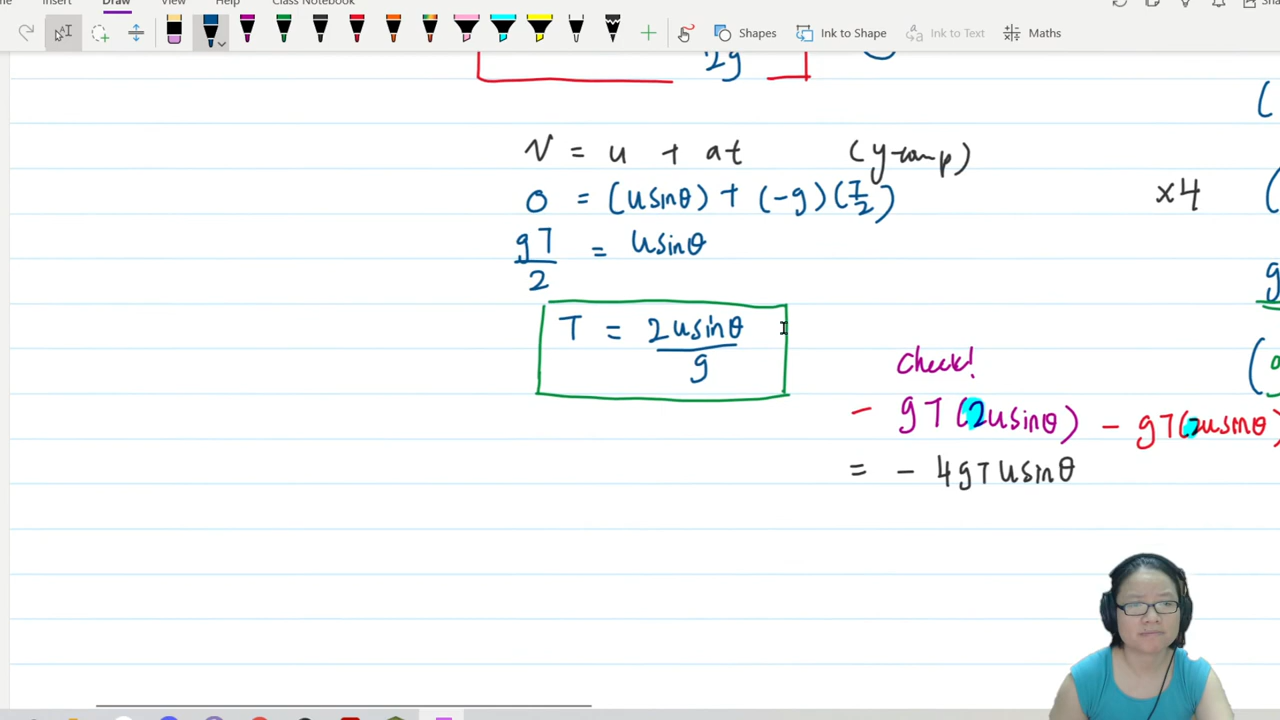 Insert Draw View Help Class Notebook
Shapes Ink to Shape Ink to Text Maths
2g
V = u + at (y-comp)
0 = (usinθ) + (-g)(T/2)
gT/2 = usinθ
T = 2usinθ/g
×4
Check!
- gT(2usinθ) - gT(2usinθ)
= - 4gTusinθ